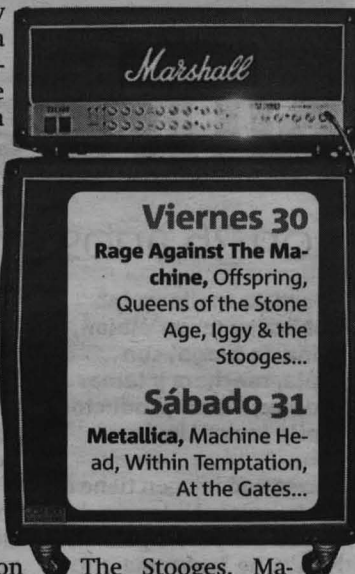 y
a
-
e
n
Marshall
Viernes 30
Rage Against The Ma-
chine, Offspring,
Queens of the Stone
Age, Iggy & the
Stooges...
Sábado 31
Metallica, Machine He-
ad, Within Temptation,
At the Gates...
on The Stooges, Ma-